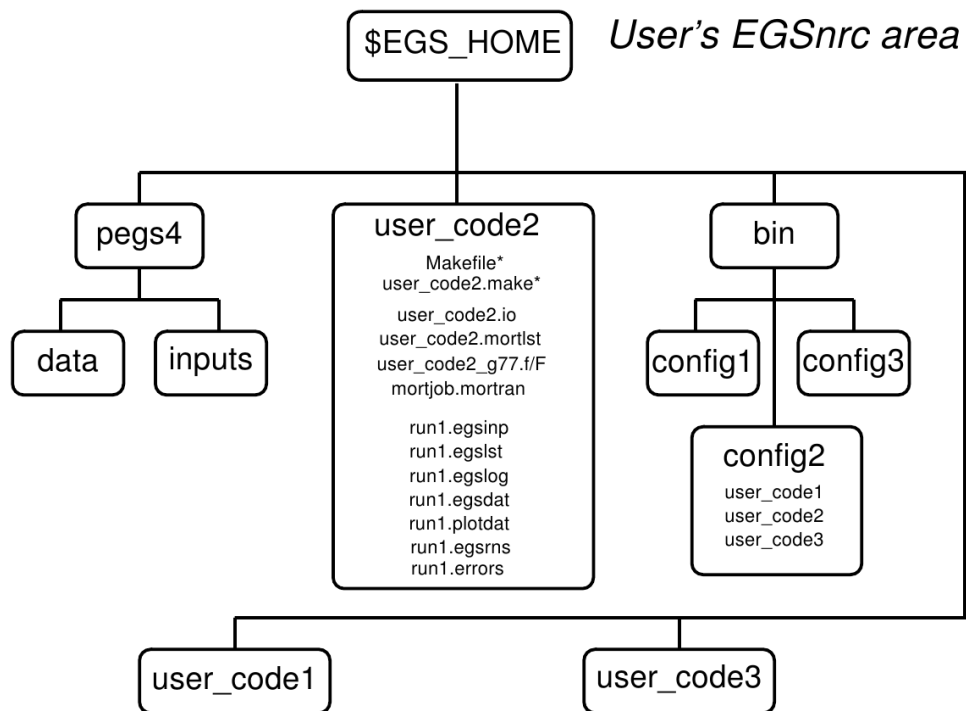 $EGS_HOME
User's EGSnrc area
pegs4
data
inputs
user_code2
Makefile*
user_code2.make*
user_code2.io
user_code2.mortlst
user_code2_g77.f/F
mortjob.mortran
run1.egsinp
run1.egslst
run1.egslog
run1.egsdat
run1.plotdat
run1.egsrns
run1.errors
bin
config1
config3
config2
user_code1
user_code2
user_code3
user_code1
user_code3